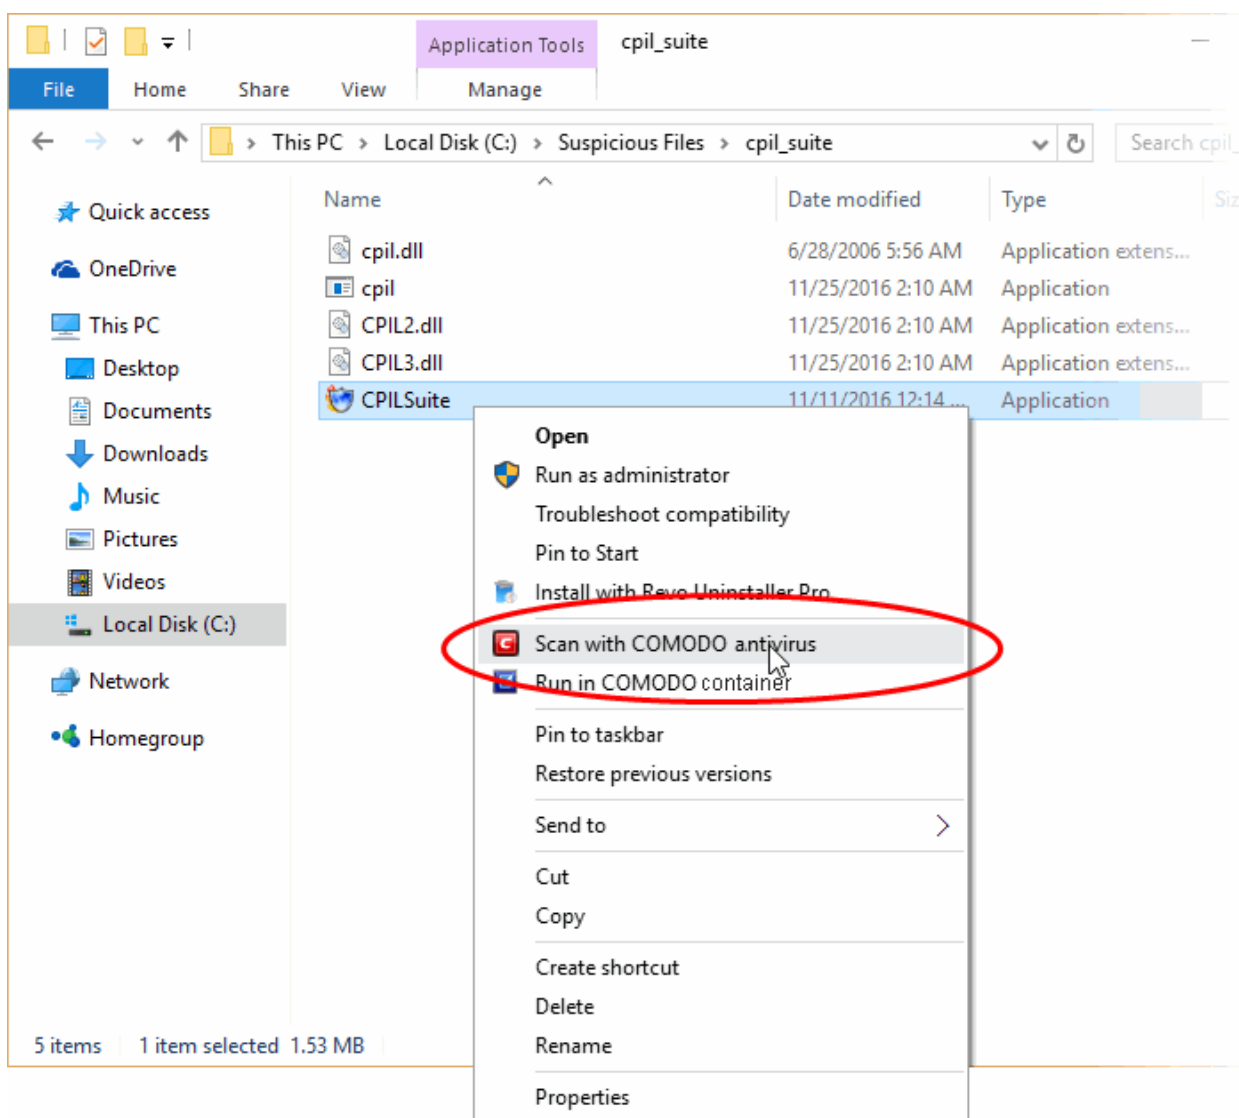 Application Tools cpil_suite
File Home Share View Manage
This PC Local Disk (C:) Suspicious Files cpil_suite Search cpil_
Name Date modified Type Siz
Quick access
OneDrive
This PC
Desktop
Documents
Downloads
Music
Pictures
Videos
Local Disk (C:)
Network
Homegroup
cpil.dll 6/28/2006 5:56 AM Application extens...
cpil 11/25/2016 2:10 AM Application
CPIL2.dll 11/25/2016 2:10 AM Application extens...
CPIL3.dll 11/25/2016 2:10 AM Application extens...
CPILSuite 11/11/2016 12:14 ... Application
Open
Run as administrator
Troubleshoot compatibility
Pin to Start
Install with Revo Uninstaller Pro
Scan with COMODO antivirus
Run in COMODO container
Pin to taskbar
Restore previous versions
Send to
Cut
Copy
Create shortcut
Delete
Rename
Properties
5 items 1 item selected 1.53 MB